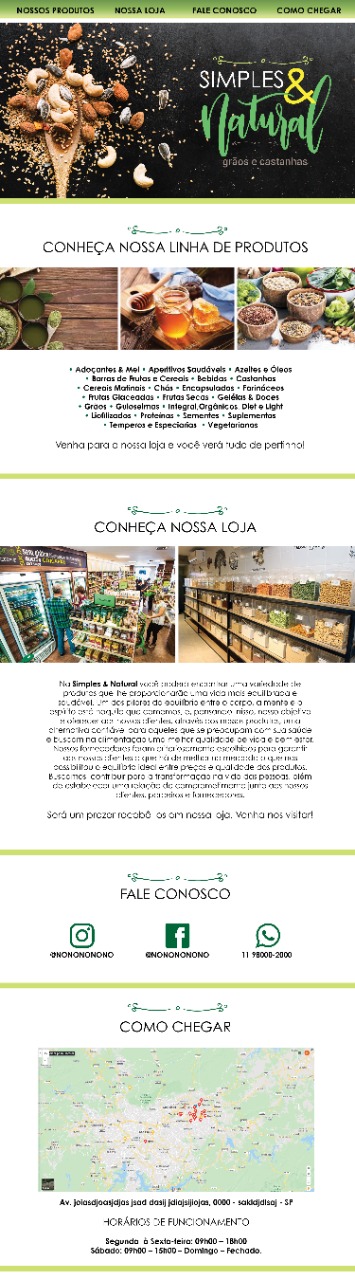 NOSSOS PRODUTOS NOSSA LOJA FALE CONOSCO COMO CHEGAR
SIMPLES&
Natural
grãos e castanhas
CONHEÇA NOSSA LINHA DE PRODUTOS
• Adoçantes & Mel • Aperitivos Saudáveis • Azeites e Óleos
• Barras de Frutas e Cereais • Bebidas • Castanhas
• Cereais Matinais • Chás • Encapsulados • Farináceos
• Frutas Glaceadas • Frutas Secas • Geléias & Doces
• Grãos • Guloseimas • Integral, Orgânicos, Diet e Light
• Liofilizados • Proteínas • Sementes • Suplementos
• Temperos e Especiarias • Vegetarianos
Venha para a nossa loja e você verá tudo de pertinho!
CONHEÇA NOSSA LOJA
Na Simples & Natural você poderá encontrar uma variedade de
produtos que lhe proporcionarão uma vida mais equilibrada e
saudável. Um dos pilares do equilíbrio entre o corpo, a mente e o
espírito está naquilo que comemos, e, pensando nisso, nosso objetivo
é oferecer aos nossos clientes, através dos nossos produtos, uma
alternativa confiável para aqueles que se preocupam com sua saúde
e buscam na alimentação uma melhor qualidade de vida e bem estar.
Nossos fornecedores foram criteriosamente escolhidos para garantir
aos nossos clientes o que há de melhor no mercado o que nos
possibilitou o equilíbrio ideal entre preços e qualidade dos produtos.
Buscamos contribuir para a transformação na vida das pessoas, além
de estabelecer uma relação de comprometimento junto aos nossos
clientes, parceiros e fornecedores.
Será um prazer recebê-los em nossa loja. Venha nos visitar!
FALE CONOSCO
@NONONONONO @NONONONONO 11 98000-2000
COMO CHEGAR
Av. 0000 - SP
HORÁRIOS DE FUNCIONAMENTO
Segunda à Sexta-feira: 09h00 – 18h00
Sábado: 09h00 – 15h00 – Domingo – Fechado.